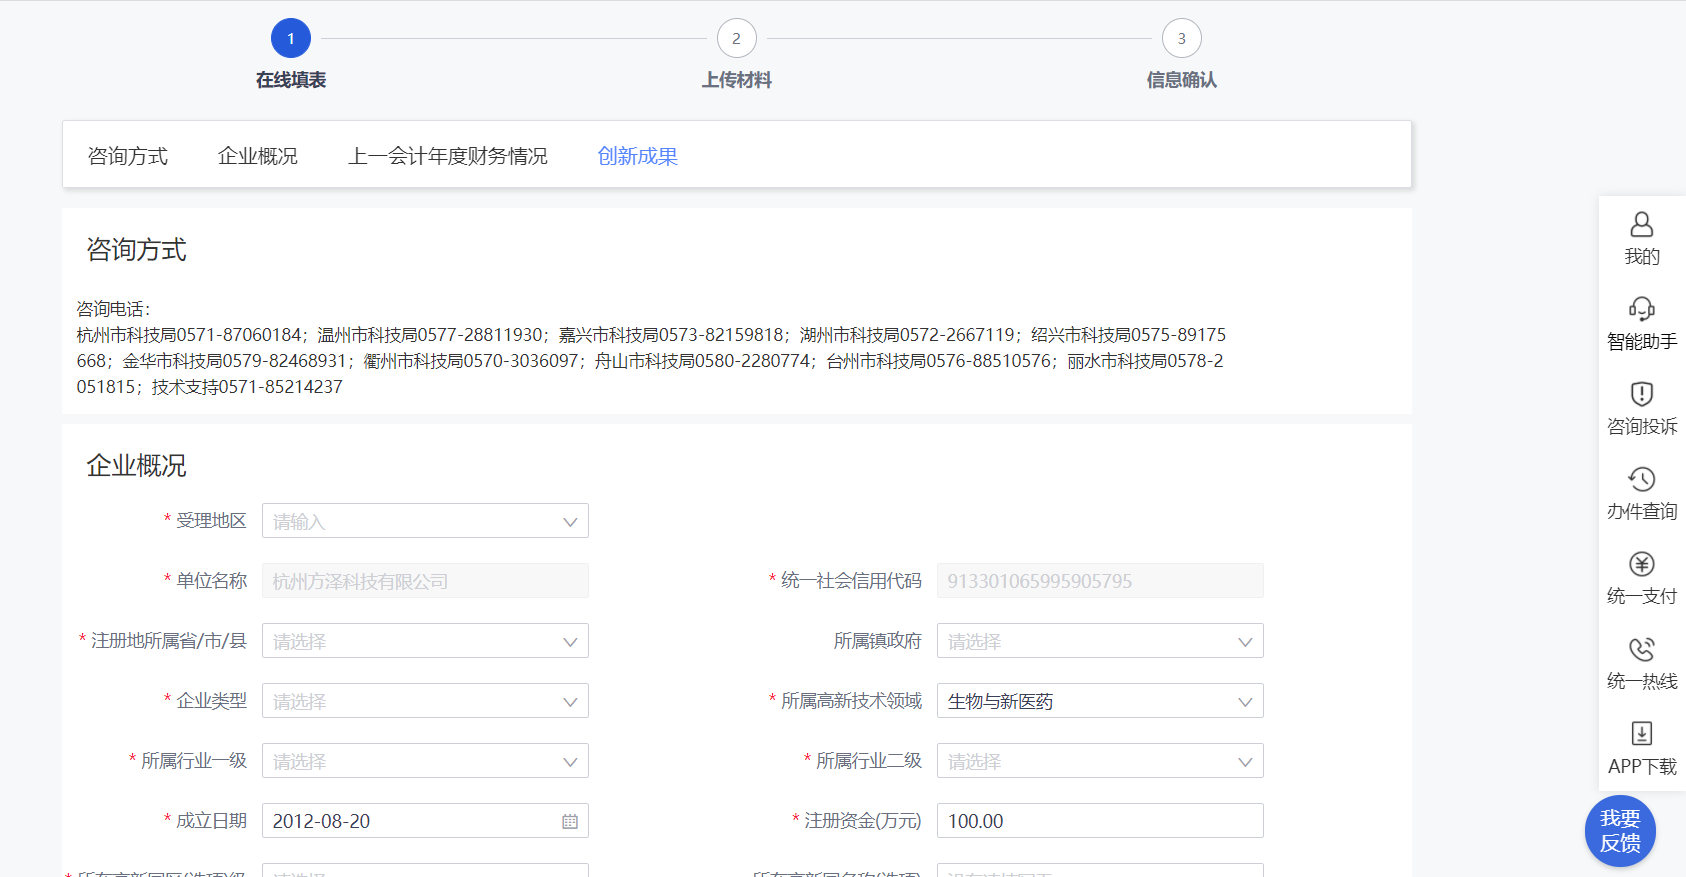 1
2
3
在线填表
上传材料
信息确认
咨询方式
企业概况
上一会计年度财务情况
创新成果
咨询方式
咨询电话：
杭州市科技局0571-87060184；温州市科技局0577-28811930；嘉兴市科技局0573-82159818；湖州市科技局0572-2667119；绍兴市科技局0575-89175
668；金华市科技局0579-82468931；衢州市科技局0570-3036097；舟山市科技局0580-2280774；台州市科技局0576-88510576；丽水市科技局0578-2
051815；技术支持0571-85214237
企业概况
* 受理地区
请输入
* 单位名称
杭州方泽科技有限公司
* 统一社会信用代码
913301065995905795
* 注册地所属省/市/县
请选择
所属镇政府
请选择
* 企业类型
请选择
* 所属高新技术领域
生物与新医药
* 所属行业一级
请选择
* 所属行业二级
请选择
* 成立日期
2012-08-20
* 注册资金(万元)
100.00
我的
智能助手
咨询投诉
办件查询
统一支付
统一热线
APP下载
我要
反馈